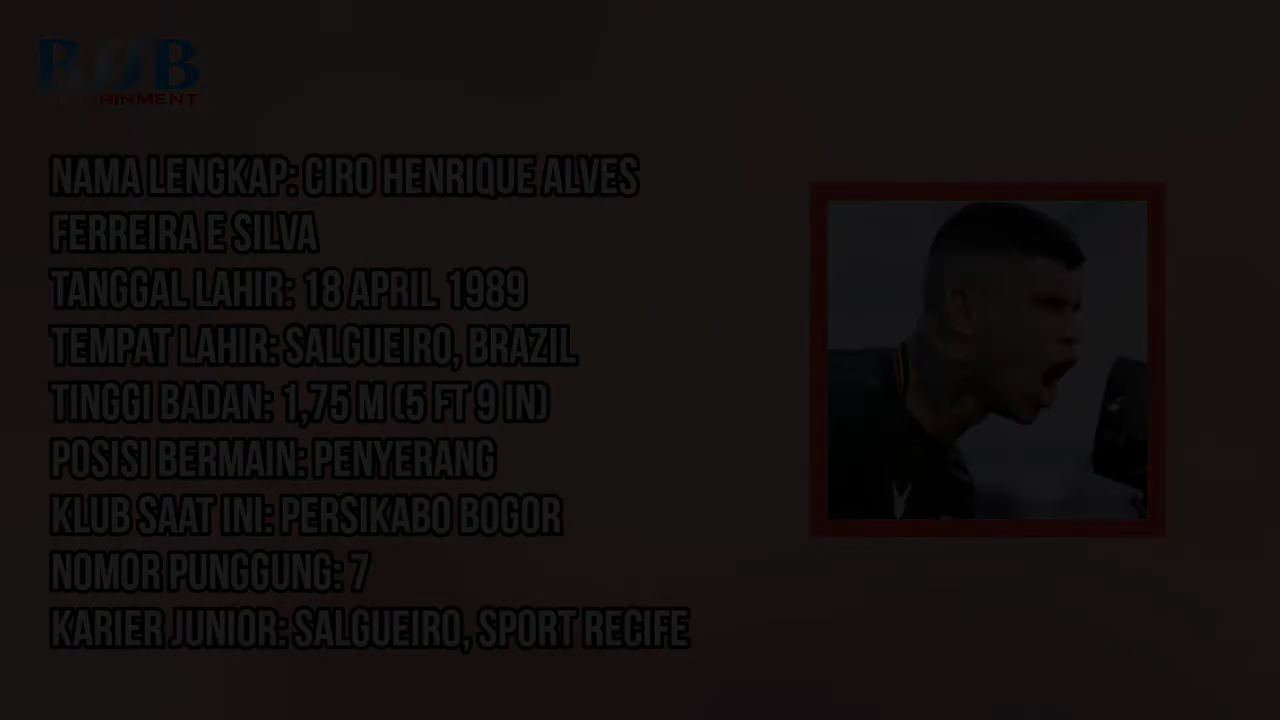 NAMA LENGKAP: CIRO HENRIQUE ALVES
FERREIRA E SILVA
TANGGAL LAHIR: 18 APRIL 1989
TEMPAT LAHIR: SALGUEIRO, BRAZIL
TINGGI BADAN: 1,75 M (5 FT 9 IN)
POSISI BERMAIN: PENYERANG
KLUB SAAT INI: PERSIKABO BOGOR
NOMOR PUNGGUNG: 7
KARIER JUNIOR: SALGUEIRO, SPORT RECIFE